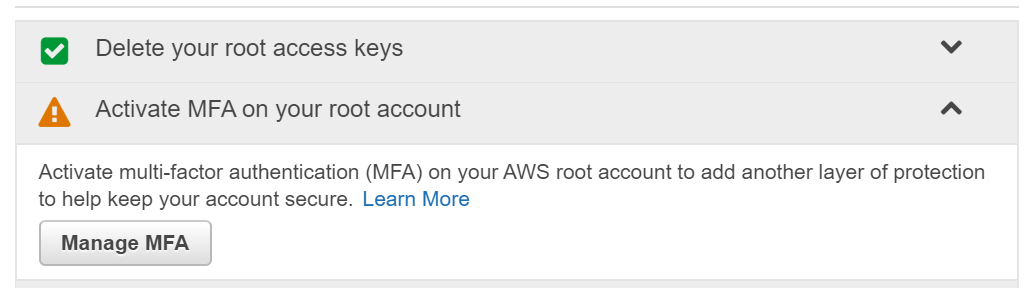 Delete your root access keys
Activate MFA on your root account
Activate multi-factor authentication (MFA) on your AWS root account to add another layer of protection
to help keep your account secure. Learn More
Manage MFA